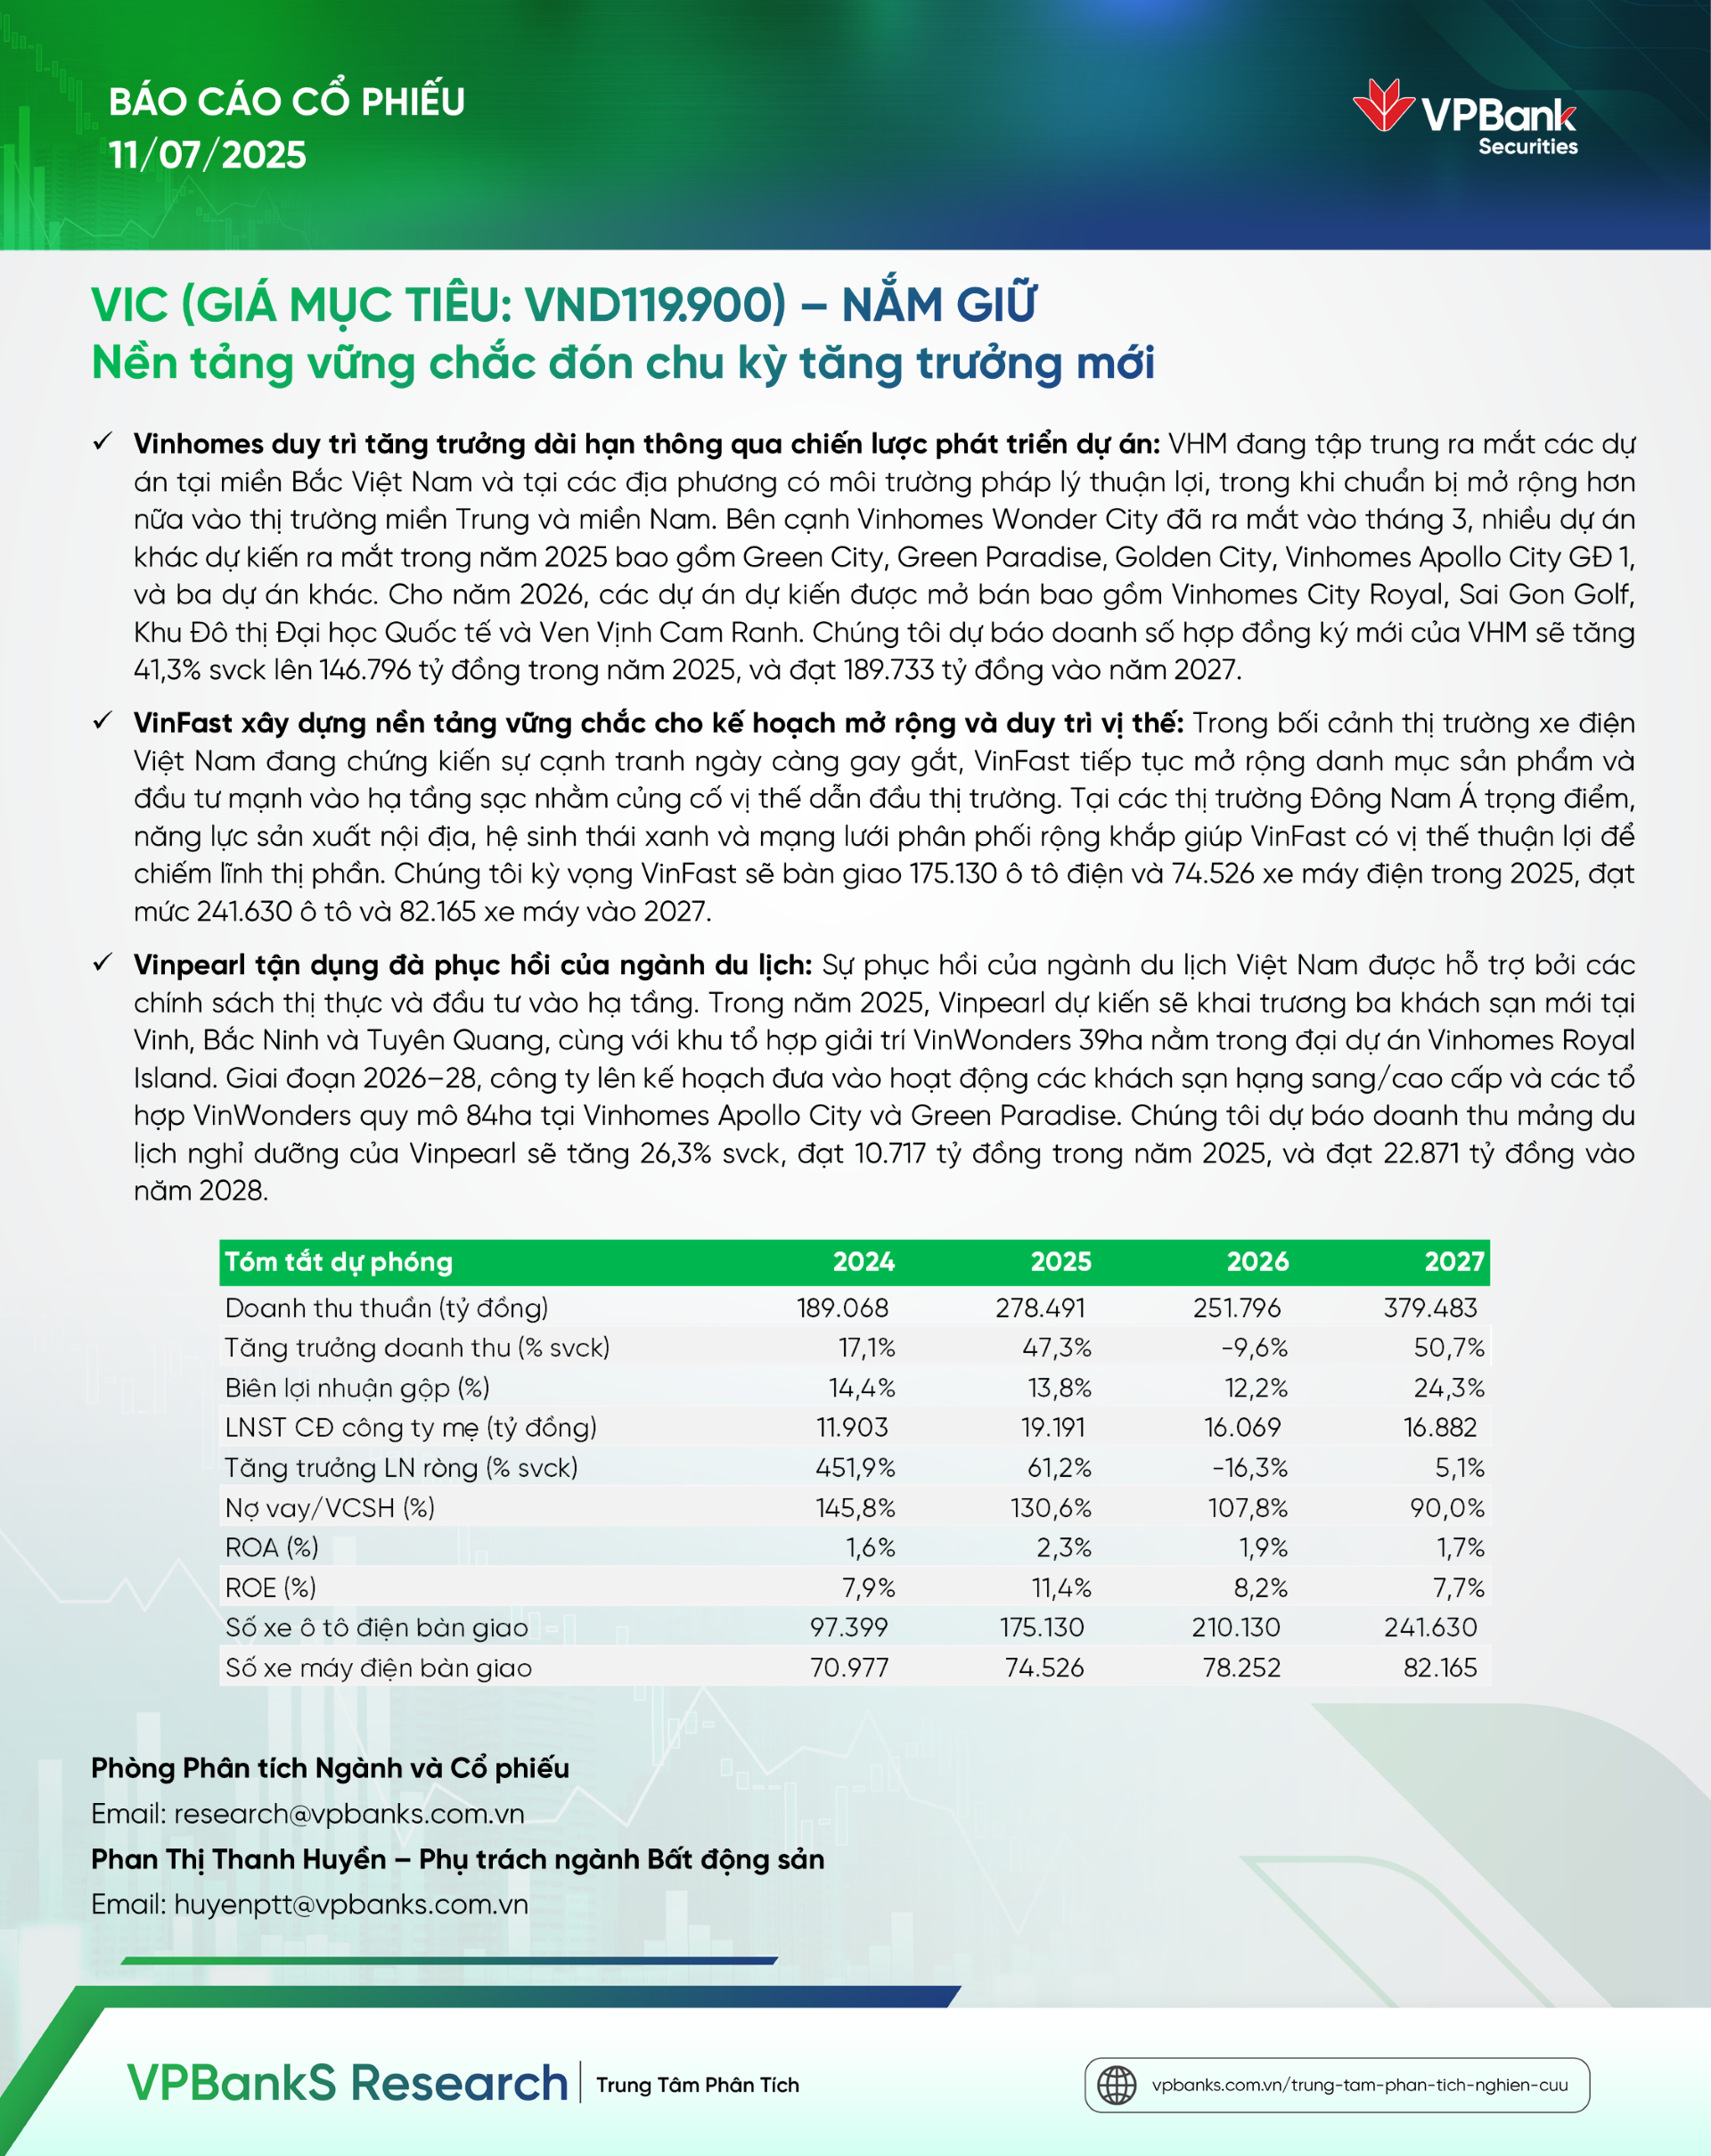 BÁO CÁO CỔ PHIẾU
11/07/2025
VPBank
Securities
VIC (GIÁ MỤC TIÊU: VND119.900) – NẮM GIỮ
Nền tảng vững chắc đón chu kỳ tăng trưởng mới
✓ Vinhomes duy trì tăng trưởng dài hạn thông qua chiến lược phát triển dự án: VHM đang tập trung ra mắt các dự
án tại miền Bắc Việt Nam và tại các địa phương có môi trường pháp lý thuận lợi, trong khi chuẩn bị mở rộng hơn
nữa vào thị trường miền Trung và miền Nam. Bên cạnh Vinhomes Wonder City đã ra mắt vào tháng 3, nhiều dự án
khác dự kiến ra mắt trong năm 2025 bao gồm Green City, Green Paradise, Golden City, Vinhomes Apollo City GĐ 1,
và ba dự án khác. Cho năm 2026, các dự án dự kiến được mở bán bao gồm Vinhomes City Royal, Sai Gon Golf,
Khu Đô thị Đại học Quốc tế và Ven Vịnh Cam Ranh. Chúng tôi dự báo doanh số hợp đồng ký mới của VHM sẽ tăng
41,3% svck lên 146.796 tỷ đồng trong năm 2025, và đạt 189.733 tỷ đồng vào năm 2027.
✓ VinFast xây dựng nền tảng vững chắc cho kế hoạch mở rộng và duy trì vị thế: Trong bối cảnh thị trường xe điện
Việt Nam đang chứng kiến sự cạnh tranh ngày càng gay gắt, VinFast tiếp tục mở rộng danh mục sản phẩm và
đầu tư mạnh vào hạ tầng sạc nhằm củng cố vị thế dẫn đầu thị trường. Tại các thị trường Đông Nam Á trọng điểm,
năng lực sản xuất nội địa, hệ sinh thái xanh và mạng lưới phân phối rộng khắp giúp VinFast có vị thế thuận lợi để
chiếm lĩnh thị phần. Chúng tôi kỳ vọng VinFast sẽ bàn giao 175.130 ô tô điện và 74.526 xe máy điện trong 2025, đạt
mức 241.630 ô tô và 82.165 xe máy vào 2027.
✓ Vinpearl tận dụng đà phục hồi của ngành du lịch: Sự phục hồi của ngành du lịch Việt Nam được hỗ trợ bởi các
chính sách thị thực và đầu tư vào hạ tầng. Trong năm 2025, Vinpearl dự kiến sẽ khai trương ba khách sạn mới tại
Vinh, Bắc Ninh và Tuyên Quang, cùng với khu tổ hợp giải trí VinWonders 39ha nằm trong đại dự án Vinhomes Royal
Island. Giai đoạn 2026–28, công ty lên kế hoạch đưa vào hoạt động các khách sạn hạng sang/cao cấp và các tổ
hợp VinWonders quy mô 84ha tại Vinhomes Apollo City và Green Paradise. Chúng tôi dự báo doanh thu mảng du
lịch nghỉ dưỡng của Vinpearl sẽ tăng 26,3% svck, đạt 10.717 tỷ đồng trong năm 2025, và đạt 22.871 tỷ đồng vào
năm 2028.
Tóm tắt dự phóng 2024 2025 2026 2027
Doanh thu thuần (tỷ đồng) 189.068 278.491 251.796 379.483
Tăng trưởng doanh thu (% svck) 17,1% 47,3% -9,6% 50,7%
Biên lợi nhuận gộp (%) 14,4% 13,8% 12,2% 24,3%
LNST CĐ công ty mẹ (tỷ đồng) 11.903 19.191 16.069 16.882
Tăng trưởng LN ròng (% svck) 451,9% 61,2% -16,3% 5,1%
Nợ vay/VCSH (%) 145,8% 130,6% 107,8% 90,0%
ROA (%) 1,6% 2,3% 1,9% 1,7%
ROE (%) 7,9% 11,4% 8,2% 7,7%
Số xe ô tô điện bàn giao 97.399 175.130 210.130 241.630
Số xe máy điện bàn giao 70.977 74.526 78.252 82.165
Phòng Phân tích Ngành và Cổ phiếu
Email: research@vpbanks.com.vn
Phan Thị Thanh Huyền – Phụ trách ngành Bất động sản
Email: huyenptt@vpbanks.com.vn
VPBankS Research | Trung Tâm Phân Tích
vpbanks.com.vn/trung-tam-phan-tich-nghien-cuu